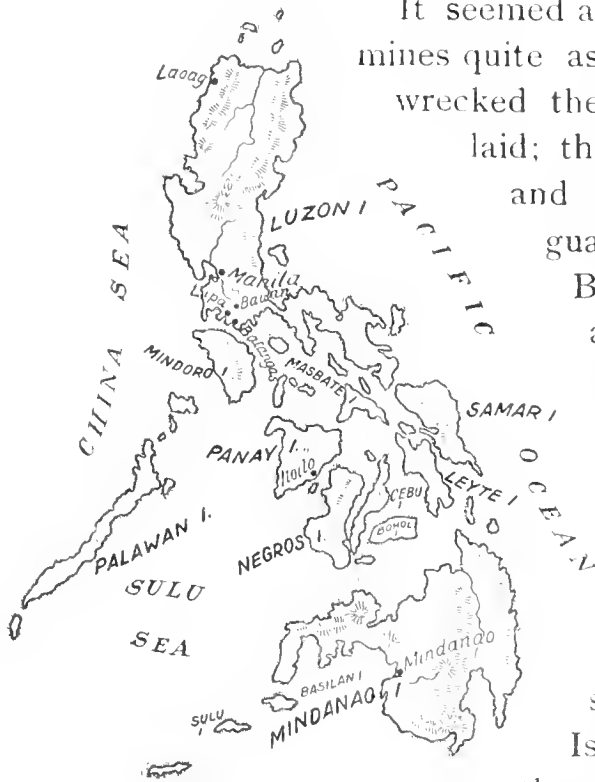 It seemed a
mines quite as
wrecked the
laid; th
and
gua
B
a
s
Is
Laoag
LUZON I
PACIFIC
CHINA SEA
Manila
Lipa
Bauan
Batangas
MINDORO I
MASBATE I
SAMAR I
PANAY I.
Iloilo
CEBU I
LEYTE I
OCEAN
BOHOL I
NEGROS I.
PALAWAN I.
SULU
SEA
Mindanao
BASILAN I
MINDANAO I
SULU I